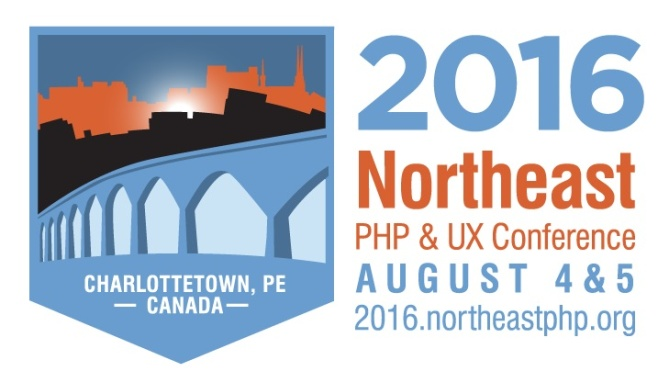 CHARLOTTETOWN, PE
— CANADA —
2016
Northeast
PHP & UX Conference
AUGUST 4 & 5
2016.northeastphp.org